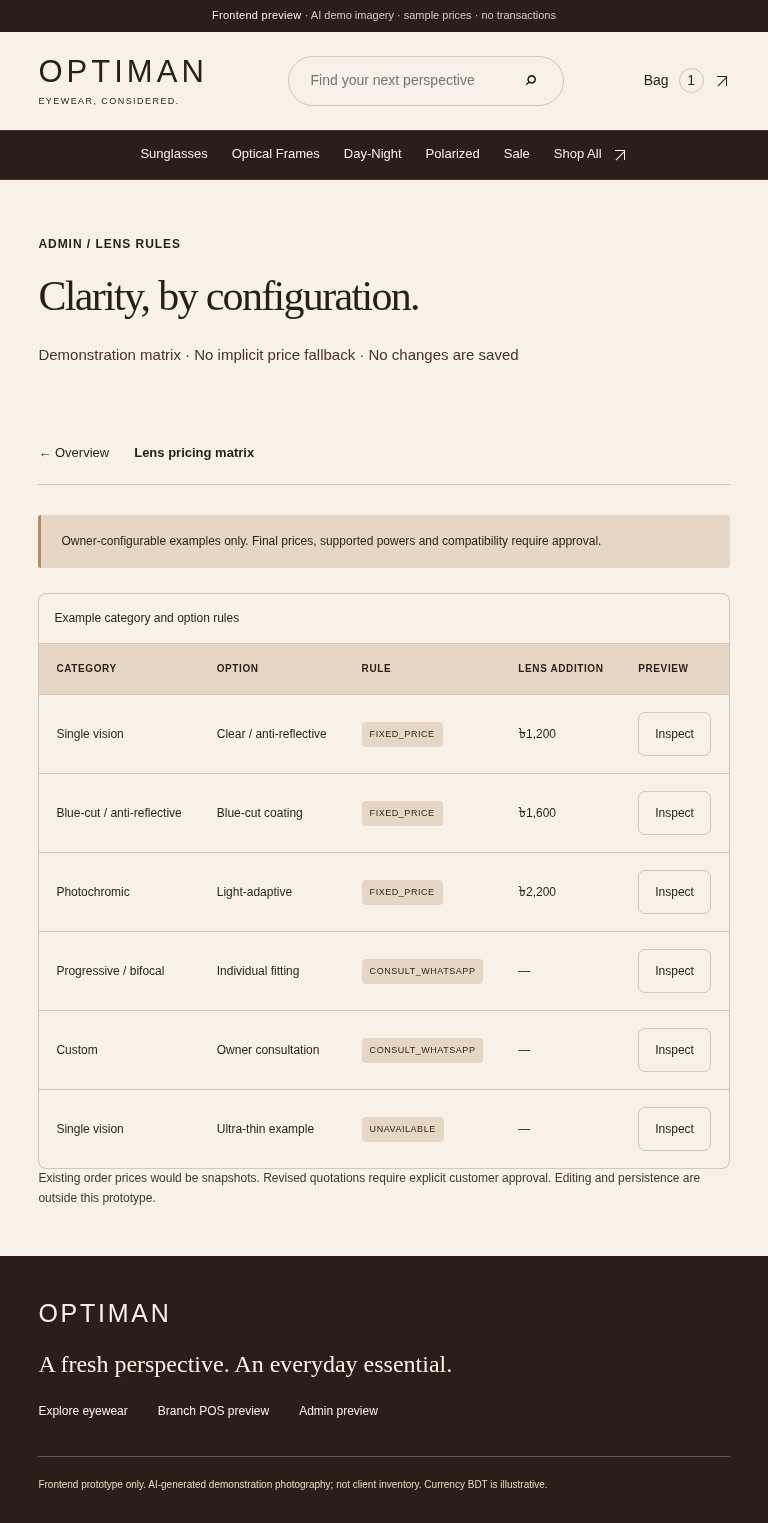 Frontend preview · AI demo imagery · sample prices · no transactions
OPTIMAN
EYEWEAR, CONSIDERED.
Find your next perspective
Bag 1
Sunglasses Optical Frames Day-Night Polarized Sale Shop All
ADMIN / LENS RULES
Clarity, by configuration.
Demonstration matrix · No implicit price fallback · No changes are saved
← Overview Lens pricing matrix
Owner-configurable examples only. Final prices, supported powers and compatibility require approval.
Example category and option rules
CATEGORY OPTION RULE LENS ADDITION PREVIEW
Single vision Clear / anti-reflective FIXED_PRICE ৳1,200 Inspect
Blue-cut / anti-reflective Blue-cut coating FIXED_PRICE ৳1,600 Inspect
Photochromic Light-adaptive FIXED_PRICE ৳2,200 Inspect
Progressive / bifocal Individual fitting CONSULT_WHATSAPP — Inspect
Custom Owner consultation CONSULT_WHATSAPP — Inspect
Single vision Ultra-thin example UNAVAILABLE — Inspect
Existing order prices would be snapshots. Revised quotations require explicit customer approval. Editing and persistence are
outside this prototype.
OPTIMAN
A fresh perspective. An everyday essential.
Explore eyewear Branch POS preview Admin preview
Frontend prototype only. AI-generated demonstration photography; not client inventory. Currency BDT is illustrative.